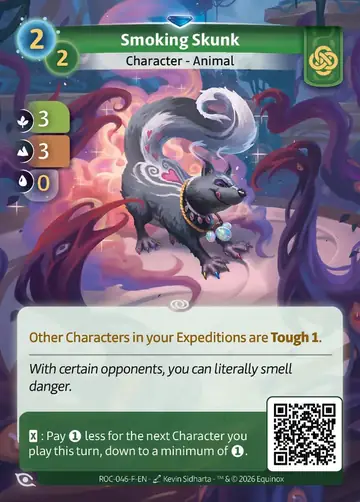 2
Smoking Skunk
2
Character - Animal
3
3
0
Other Characters in your Expeditions are Tough 1.
With certain opponents, you can literally smell
danger.
X : Pay 1 less for the next Character you
play this turn, down to a minimum of 1.
ROC-046-F-EN - Kevin Sidharta - ™ & © 2026 Equinox